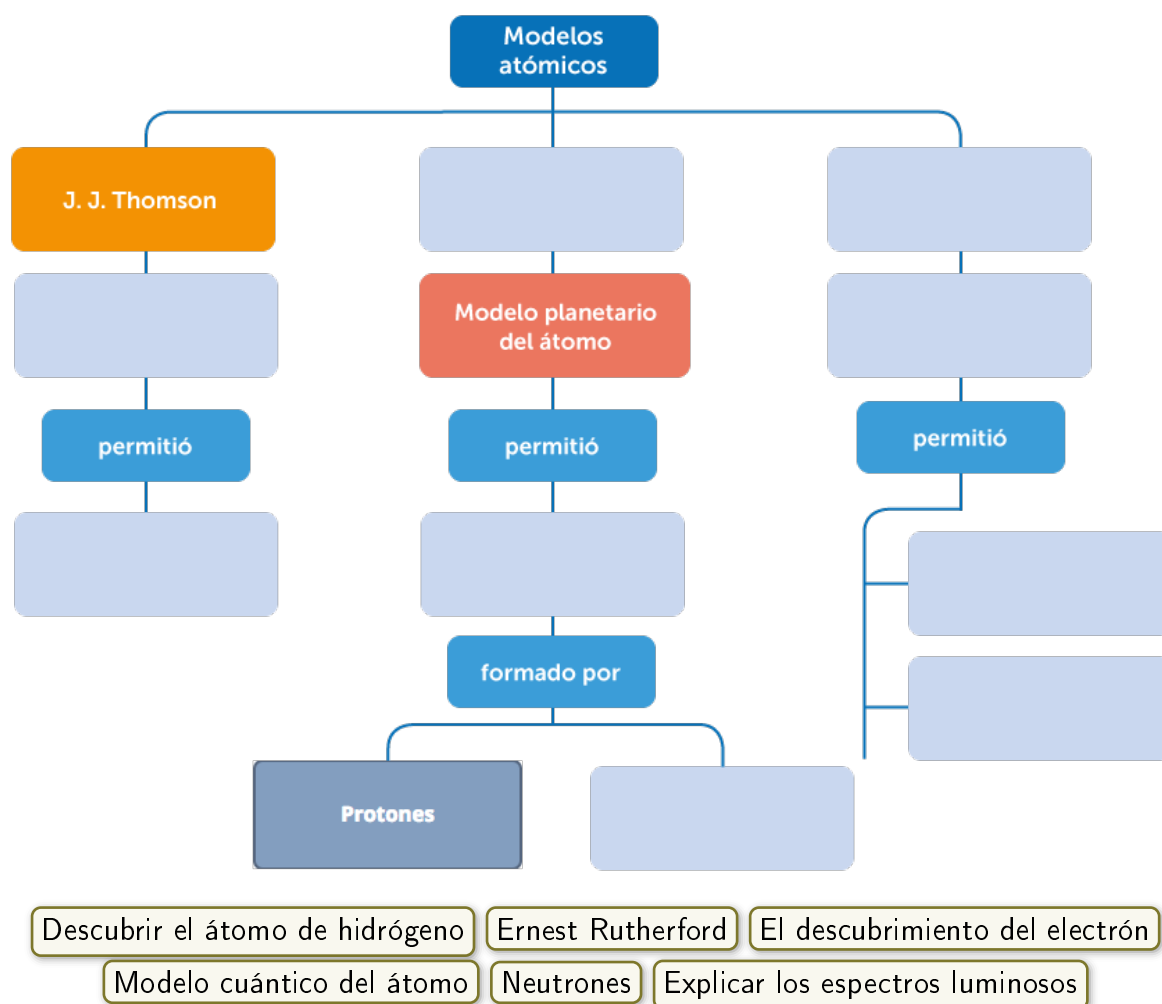 Modelos
atómicos
J. J. Thomson
Modelo planetario
del átomo
permitió
permitió
permitió
formado por
Protones
Descubrir el átomo de hidrógeno
Ernest Rutherford
El descubrimiento del electrón
Modelo cuántico del átomo
Neutrones
Explicar los espectros luminosos